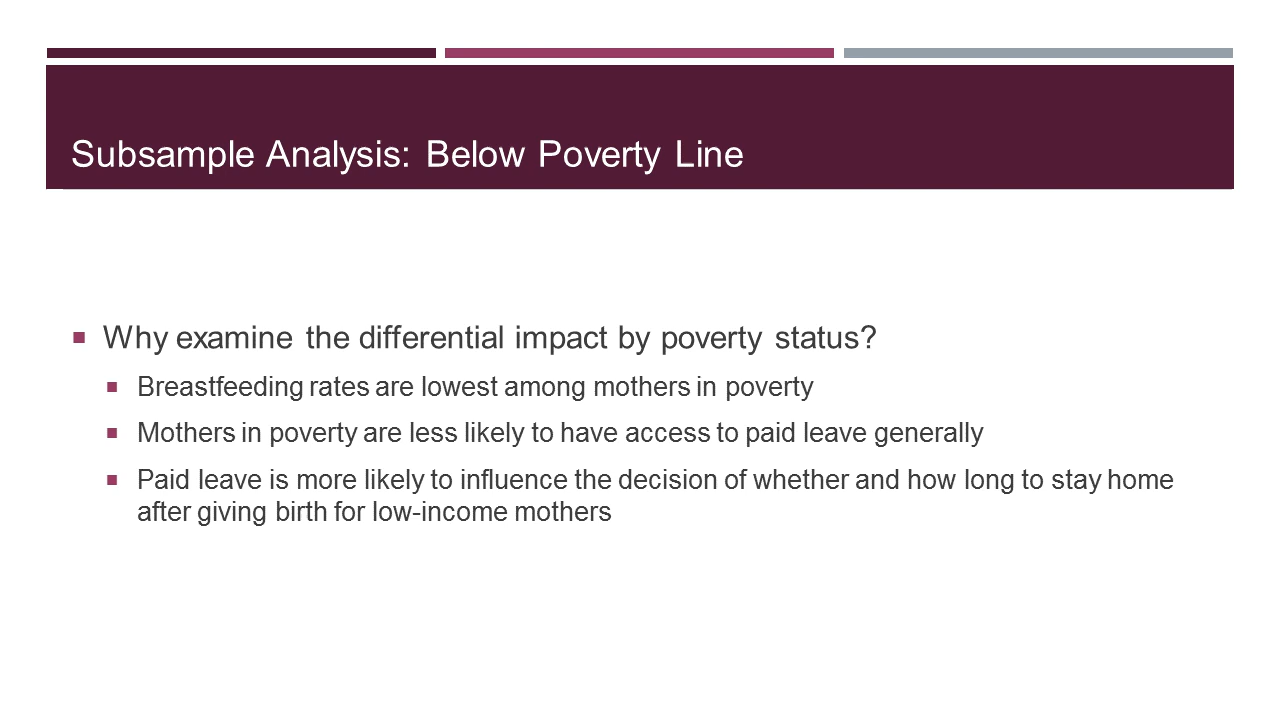 Subsample Analysis: Below Poverty Line
Why examine the differential impact by poverty status?
Breastfeeding rates are lowest among mothers in poverty
Mothers in poverty are less likely to have access to paid leave generally
Paid leave is more likely to influence the decision of whether and how long to stay home
after giving birth for low-income mothers